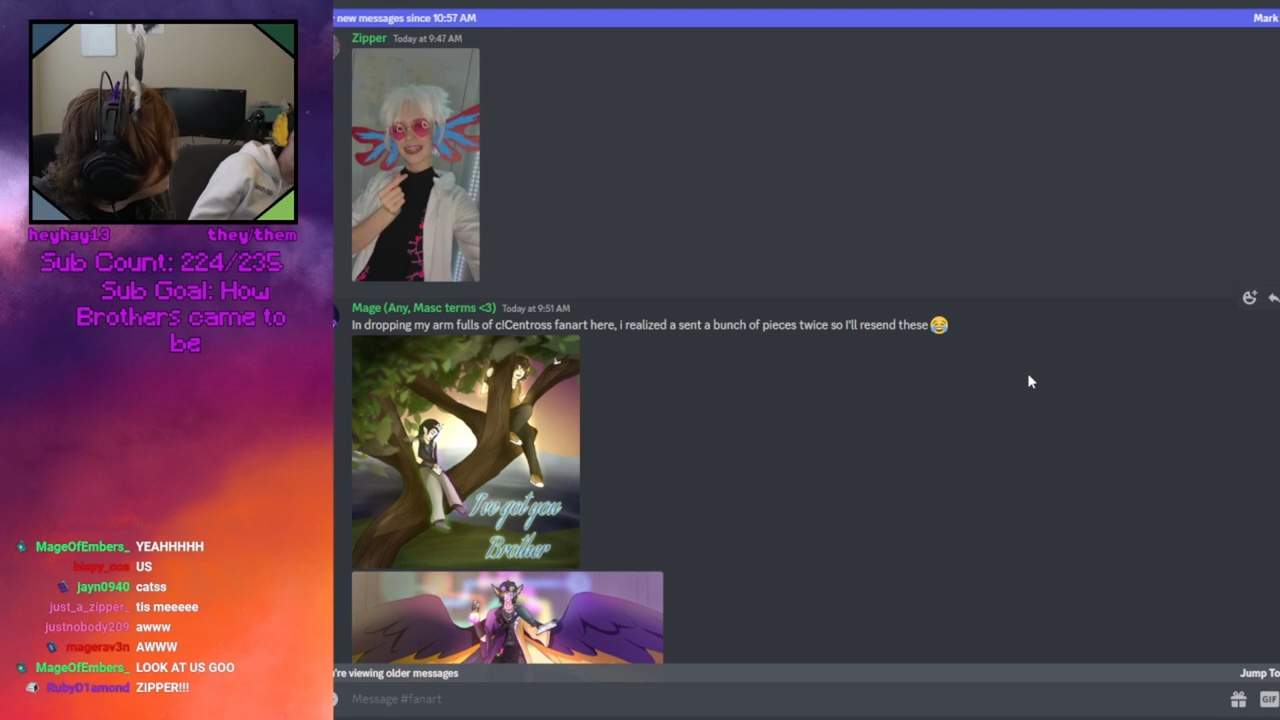 new messages since 10:57 AM
Mark
Zipper Today at 9:47 AM
heyhay13 they/them
Sub Count: 224/235
Sub Goal: How
Brothers came to
be
Mage (Any, Masc terms <3) Today at 9:51 AM
In dropping my arm fulls of c!Centross fanart here, i realized a sent a bunch of pieces twice so I'll resend these 😂
I've got you
Brother
MageOfEmbers_ YEAHHHHH
hispy_cos US
jayn0940 catss
just_a_zipper_ tis meeeee
justnobody209 awww
magerav3n AWWW
MageOfEmbers_ LOOK AT US GOO
RubyD1amond ZIPPER!!!
're viewing older messages
Jump To
Message #fanart
GIF